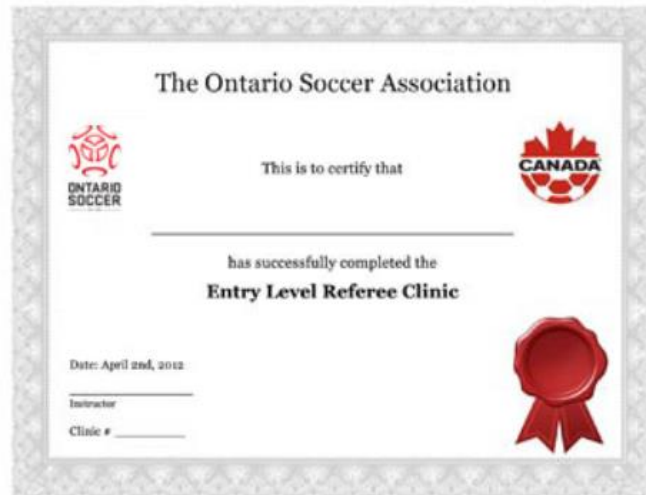 The Ontario Soccer Association
ONTARIO
SOCCER
CANADA
This is to certify that
has successfully completed the
Entry Level Referee Clinic
Date: April 2nd, 2012
Instructor
Clinic #